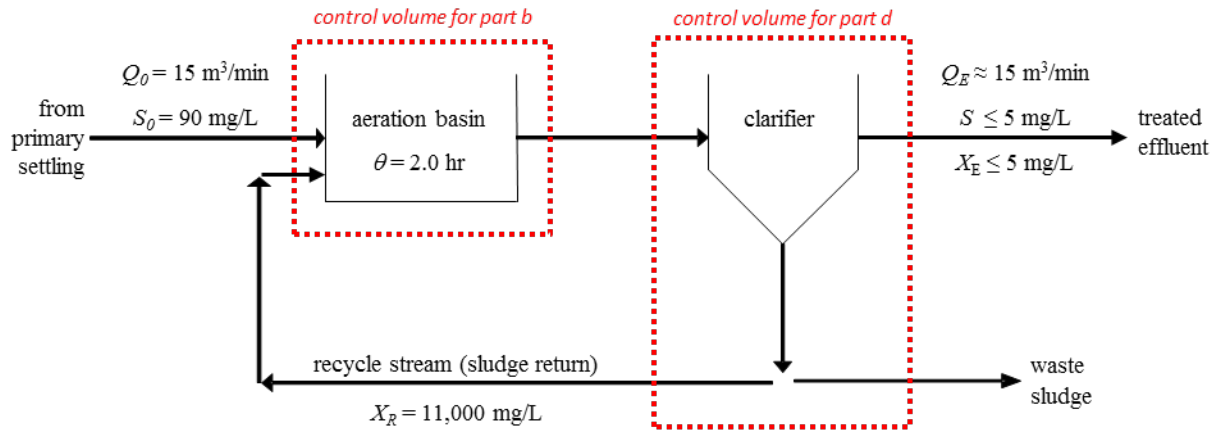 control volume for part b
control volume for part d
Q0 = 15 m³/min
S0 = 90 mg/L
from
primary
settling
aeration basin
θ = 2.0 hr
clarifier
QE ≈ 15 m³/min
S ≤ 5 mg/L
XE ≤ 5 mg/L
treated
effluent
recycle stream (sludge return)
XR = 11,000 mg/L
waste
sludge